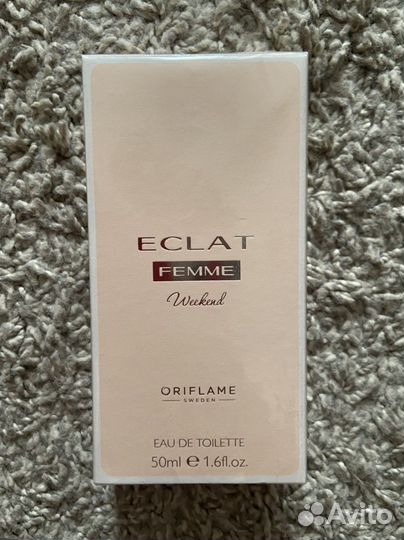 ECLAT
FEMME
Weekend
ORIFLAME
SWEDEN
EAU DE TOILETTE
50ml e 1.6fl.oz.
Avito